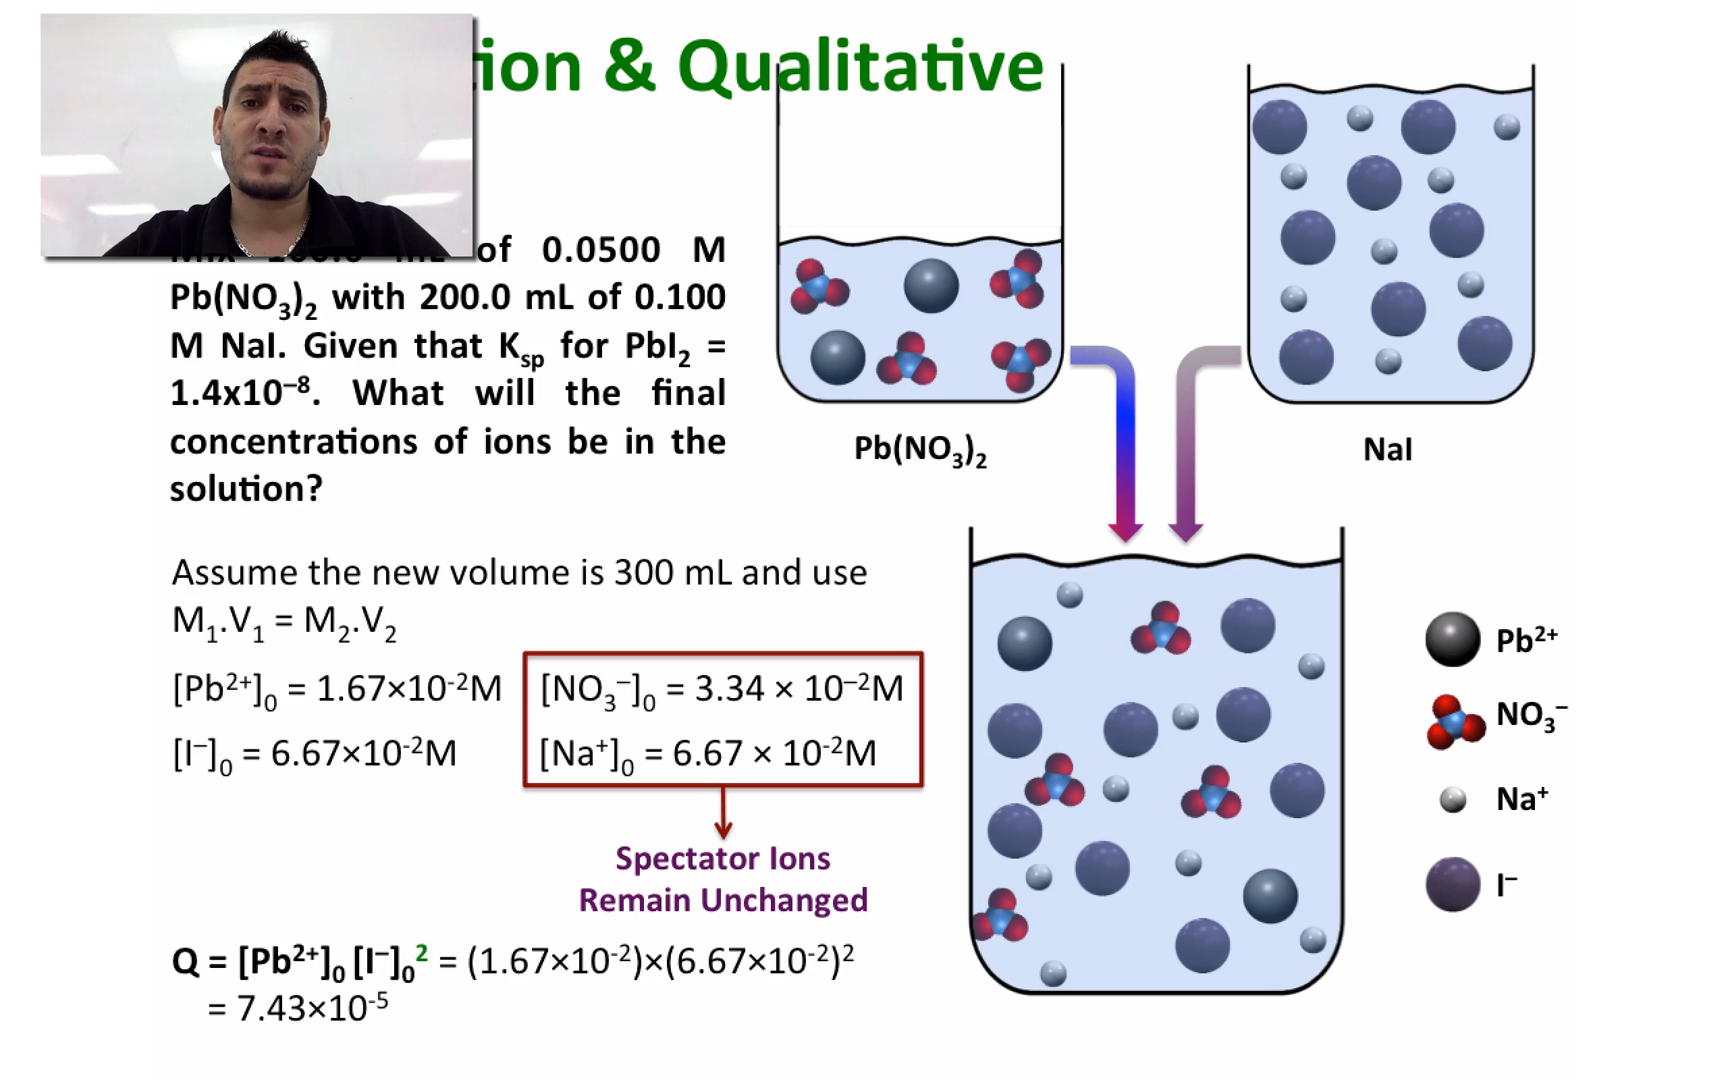 tion & Qualitative
of 0.0500 M
Pb(NO₃)₂ with 200.0 mL of 0.100
M NaI. Given that Kₛₚ for PbI₂ =
1.4x10⁻⁸. What will the final
concentrations of ions be in the
solution?
Assume the new volume is 300 mL and use
M₁.V₁ = M₂.V₂
[Pb²⁺]₀ = 1.67×10⁻²M
[NO₃⁻]₀ = 3.34 × 10⁻²M
[I⁻]₀ = 6.67×10⁻²M
[Na⁺]₀ = 6.67 × 10⁻²M
Spectator Ions
Remain Unchanged
Q = [Pb²⁺]₀ [I⁻]₀² = (1.67×10⁻²)×(6.67×10⁻²)²
= 7.43×10⁻⁵
Pb(NO₃)₂
NaI
Pb²⁺
NO₃⁻
Na⁺
I⁻